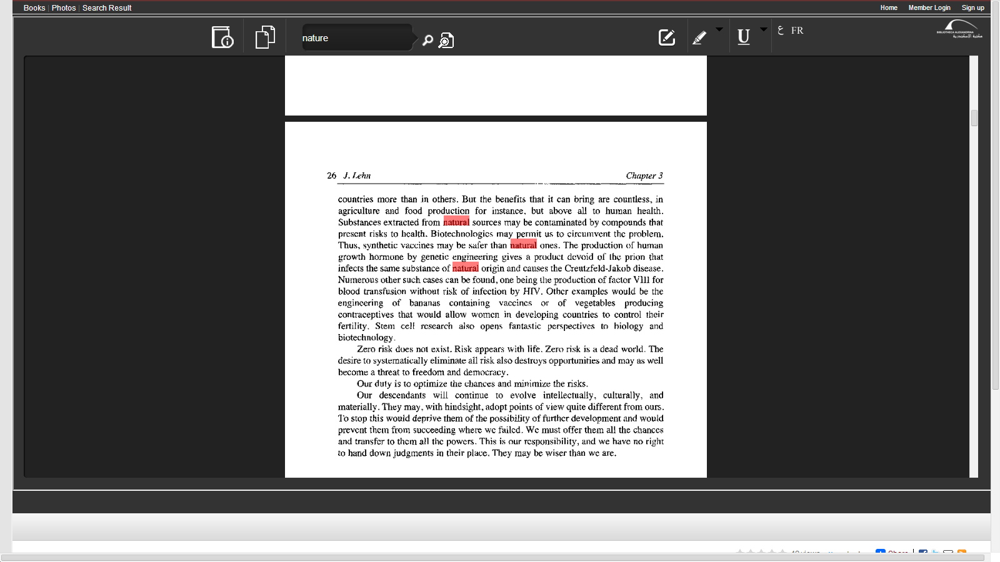 Books | Photos | Search Result
Home Member Login Sign up
nature
U
ع FR
BIBLIOTHECA ALEXANDRINA
مكتبة الإسكندرية
26 J. Lehn Chapter 3
countries more than in others. But the benefits that it can bring are countless, in
agriculture and food production for instance, but above all to human health.
Substances extracted from natural sources may be contaminated by compounds that
present risks to health. Biotechnologies may permit us to circumvent the problem.
Thus, synthetic vaccines may be safer than natural ones. The production of human
growth hormone by genetic engineering gives a product devoid of the prion that
infects the same substance of natural origin and causes the Creutzfeld-Jakob disease.
Numerous other such cases can be found, one being the production of factor VIII for
blood transfusion without risk of infection by HIV. Other examples would be the
engineering of bananas containing vaccines or of vegetables producing
contraceptives that would allow women in developing countries to control their
fertility. Stem cell research also opens fantastic perspectives to biology and
biotechnology.
Zero risk does not exist. Risk appears with life. Zero risk is a dead world. The
desire to systematically eliminate all risk also destroys opportunities and may as well
become a threat to freedom and democracy.
Our duty is to optimize the chances and minimize the risks.
Our descendants will continue to evolve intellectually, culturally, and
materially. They may, with hindsight, adopt points of view quite different from ours.
To stop this would deprive them of the possibility of further development and would
prevent them from succeeding where we failed. We must offer them all the chances
and transfer to them all the powers. This is our responsibility, and we have no right
to hand down judgments in their place. They may be wiser than we are.